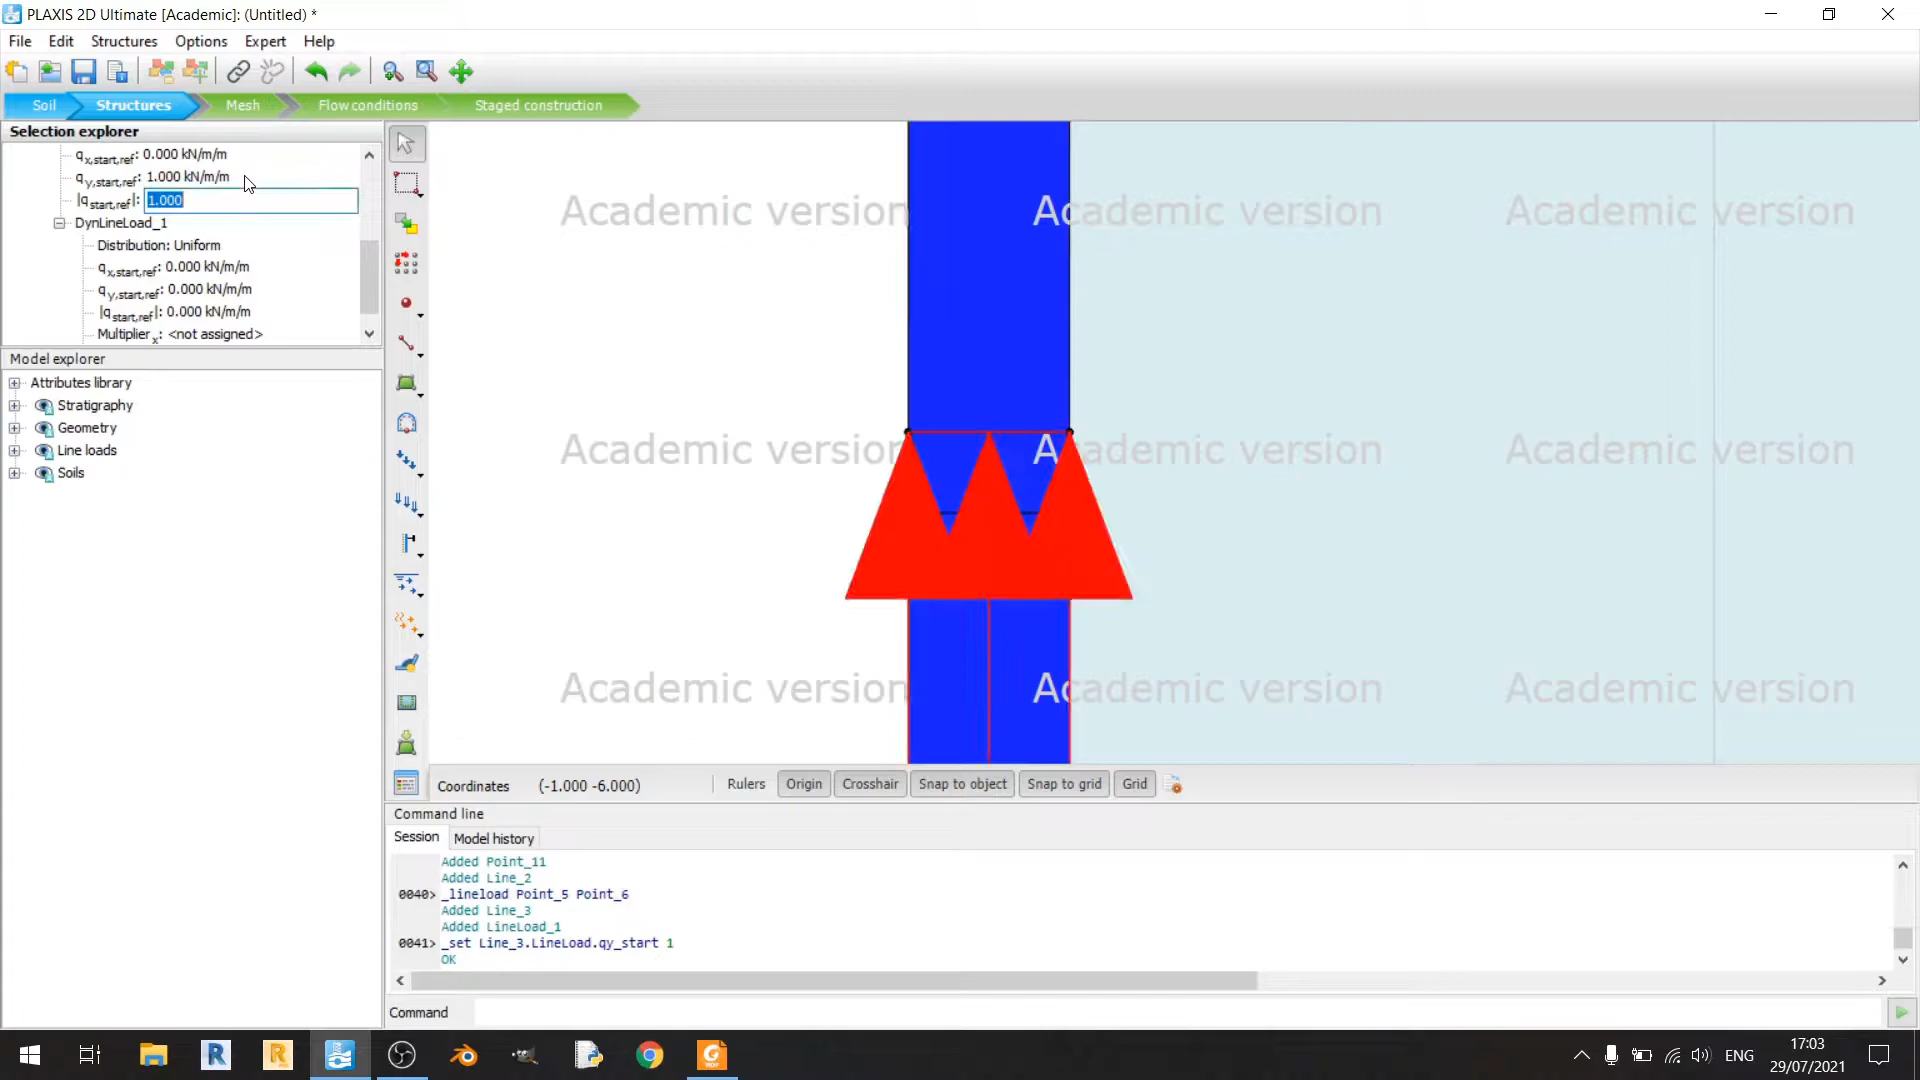 PLAXIS 2D Ultimate [Academic]: (Untitled) *
File Edit Structures Options Expert Help
Soil Structures Mesh Flow conditions Staged construction
Selection explorer
qx,start,ref: 0.000 kN/m/m
qy,start,ref: 1.000 kN/m/m
|qstart,ref|: 1.000
DynLineLoad_1
Distribution: Uniform
qx,start,ref: 0.000 kN/m/m
qy,start,ref: 0.000 kN/m/m
|qstart,ref|: 0.000 kN/m/m
Multiplierx: <not assigned>
Model explorer
Attributes library
Stratigraphy
Geometry
Line loads
Soils
Academic version Academic version Academic version
Academic version Academic version Academic version
Academic version Academic version Academic version
Coordinates (-1.000 -6.000) Rulers Origin Crosshair Snap to object Snap to grid Grid
Command line
Session Model history
Added Point_11
Added Line_2
0040> _lineload Point_5 Point_6
Added Line_3
Added LineLoad_1
0041> _set Line_3.LineLoad.qy_start 1
OK
Command
ENG
17:03
29/07/2021